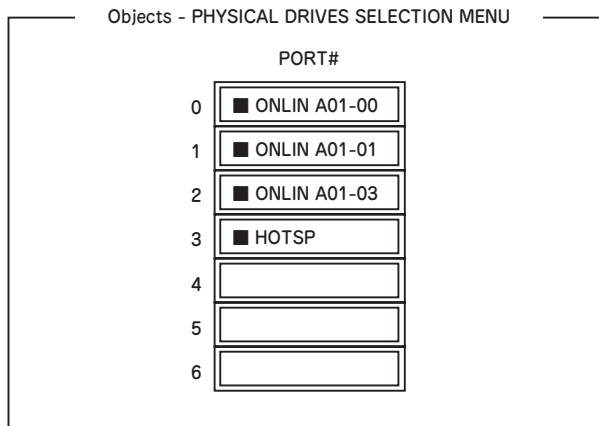 Objects - PHYSICAL DRIVES SELECTION MENU
PORT#
0 ■ ONLIN A01-00
1 ■ ONLIN A01-01
2 ■ ONLIN A01-03
3 ■ HOTSP
4
5
6